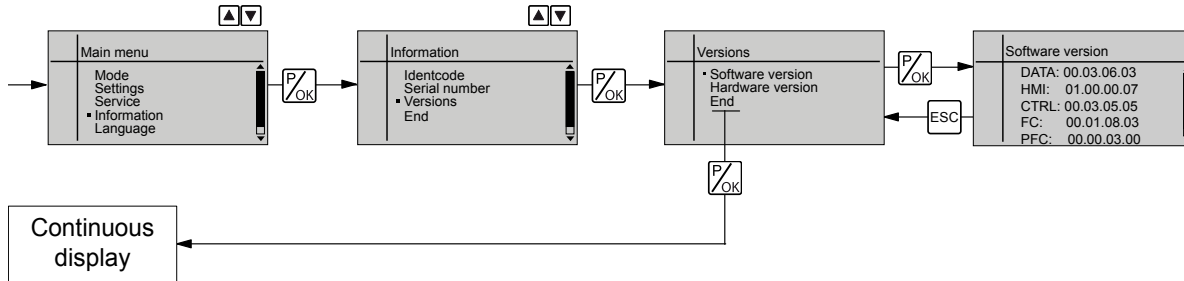 Main menu
Mode
Settings
Service
Information
Language
P/OK
Information
Identcode
Serial number
Versions
End
P/OK
Versions
Software version
Hardware version
End
P/OK
ESC
Software version
DATA: 00.03.06.03
HMI: 01.00.00.07
CTRL: 00.03.05.05
FC: 00.01.08.03
PFC: 00.00.03.00
P/OK
Continuous
display